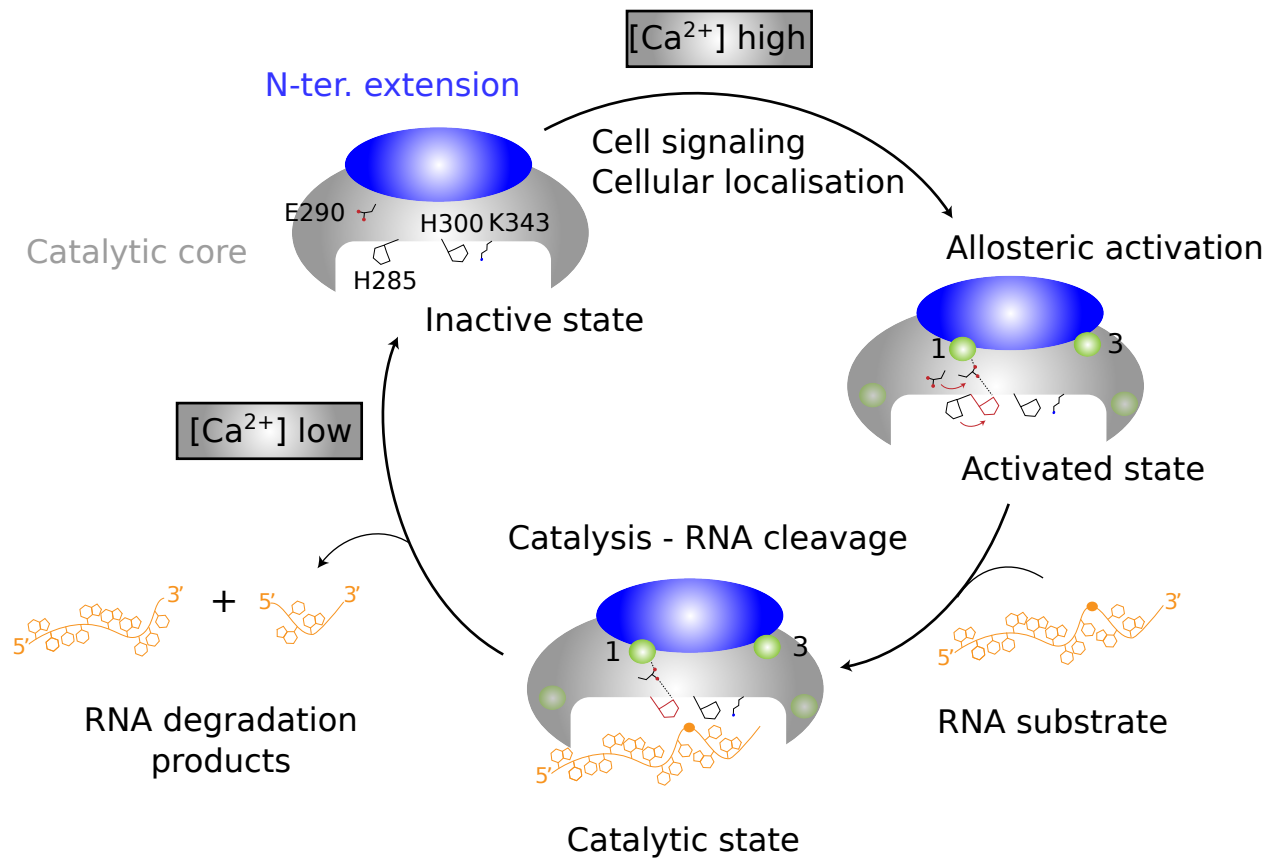 [Ca²⁺] high
N-ter. extension
Cell signaling
Cellular localisation
E290
H300 K343
Catalytic core
H285
Inactive state
Allosteric activation
1
3
Activated state
[Ca²⁺] low
Catalysis - RNA cleavage
5’
3’
+
5’
3’
RNA degradation
products
1
3
5’
5’
3’
RNA substrate
Catalytic state